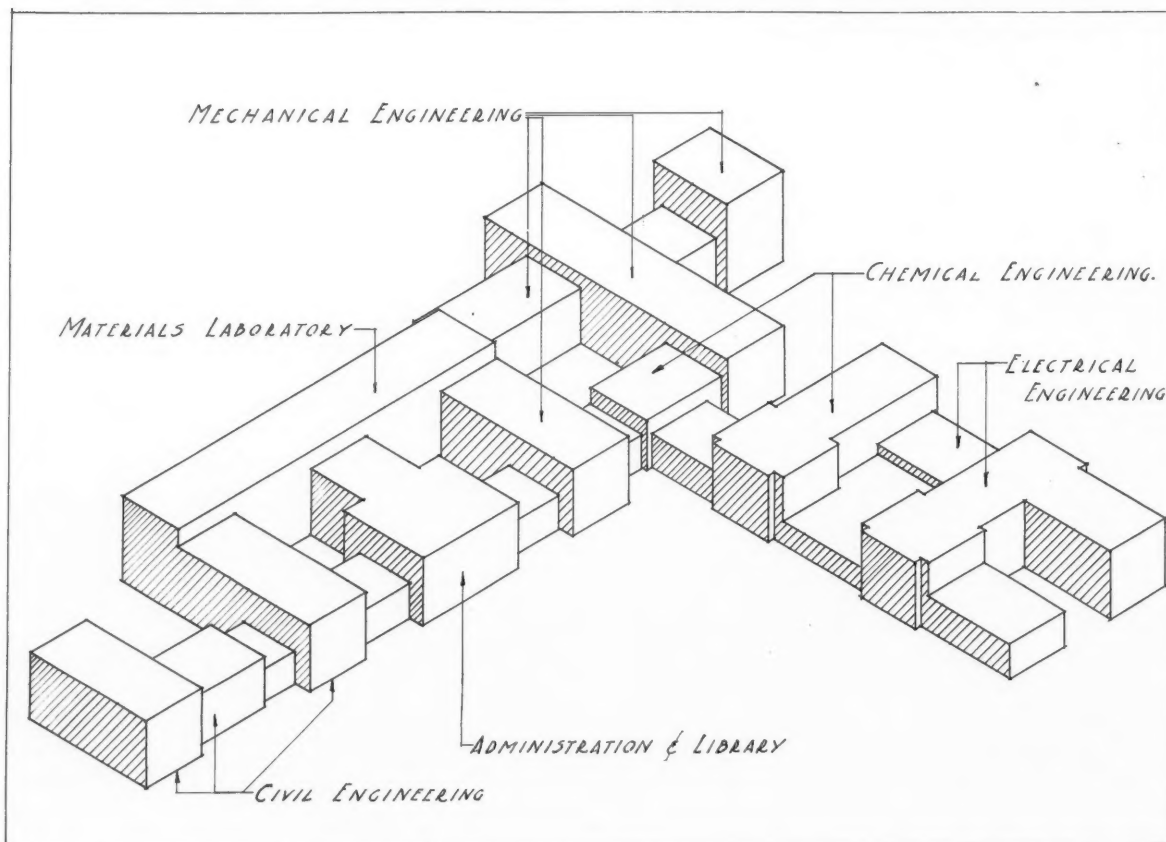 MECHANICAL ENGINEERING
CHEMICAL ENGINEERING.
MATERIALS LABORATORY
ELECTRICAL
ENGINEERING
ADMINISTRATION & LIBRARY
CIVIL ENGINEERING